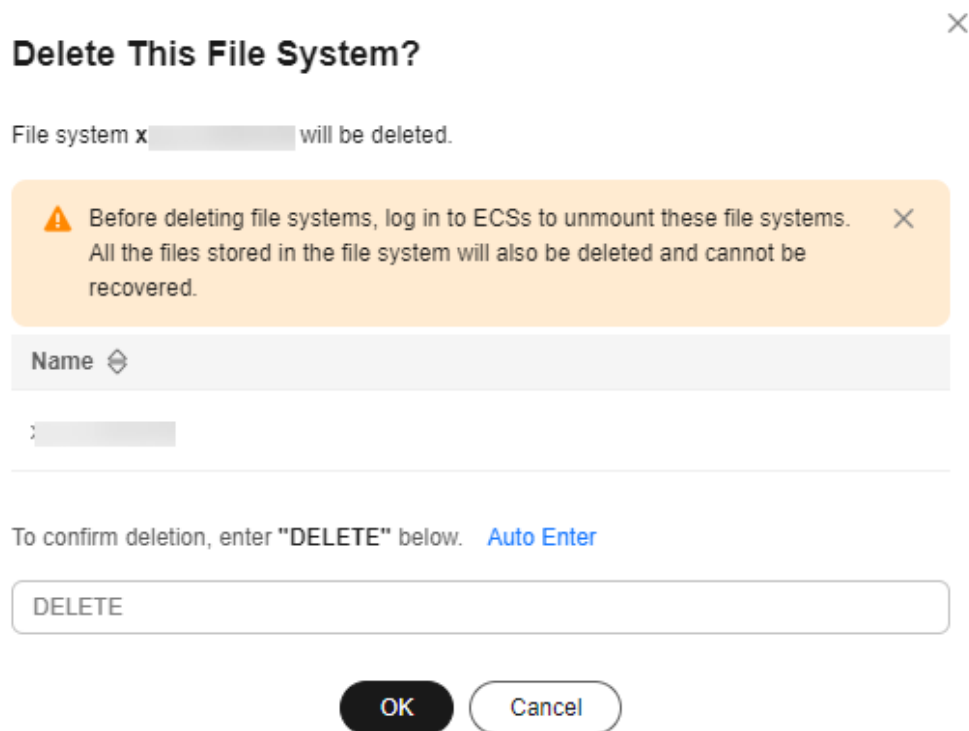 Delete This File System?
File system x will be deleted.
Before deleting file systems, log in to ECSs to unmount these file systems.
All the files stored in the file system will also be deleted and cannot be
recovered.
Name
To confirm deletion, enter "DELETE" below. Auto Enter
DELETE
OK Cancel